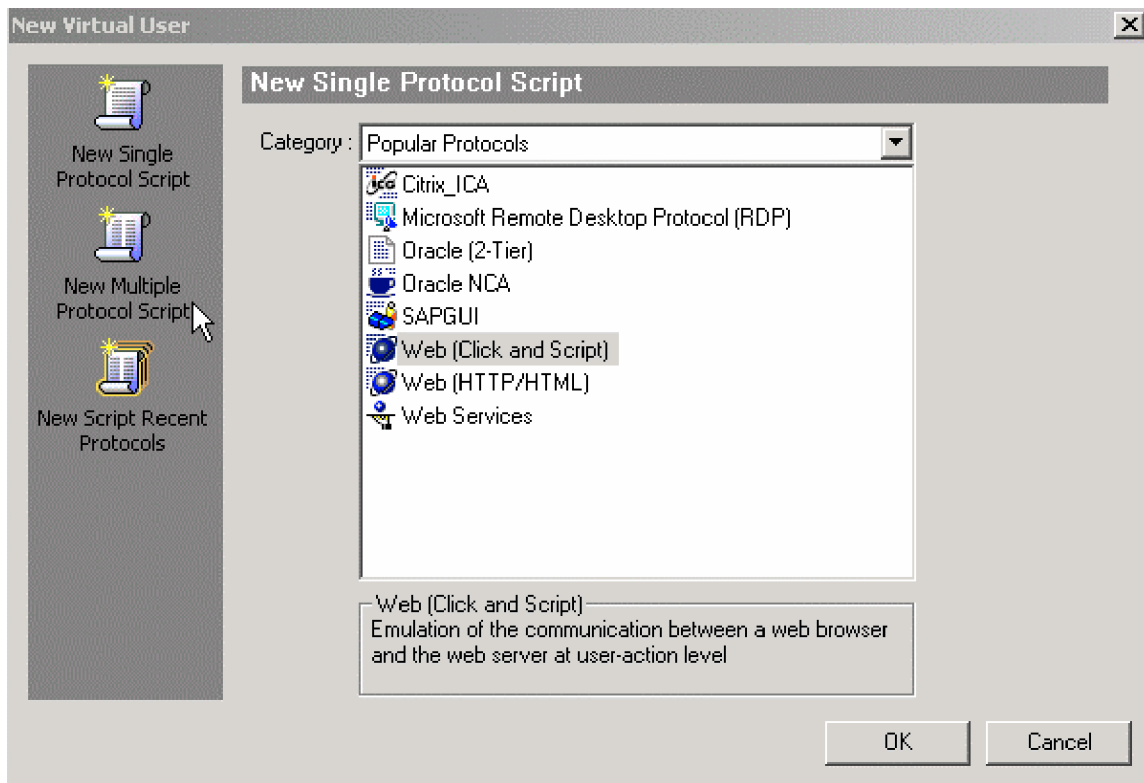 New Virtual User
New Single
Protocol Script
New Multiple
Protocol Script
New Script Recent
Protocols
New Single Protocol Script
Category :
Popular Protocols
Citrix_ICA
Microsoft Remote Desktop Protocol (RDP)
Oracle (2-Tier)
Oracle NCA
SAPGUI
Web (Click and Script)
Web (HTTP/HTML)
Web Services
Web (Click and Script)
Emulation of the communication between a web browser
and the web server at user-action level
OK
Cancel